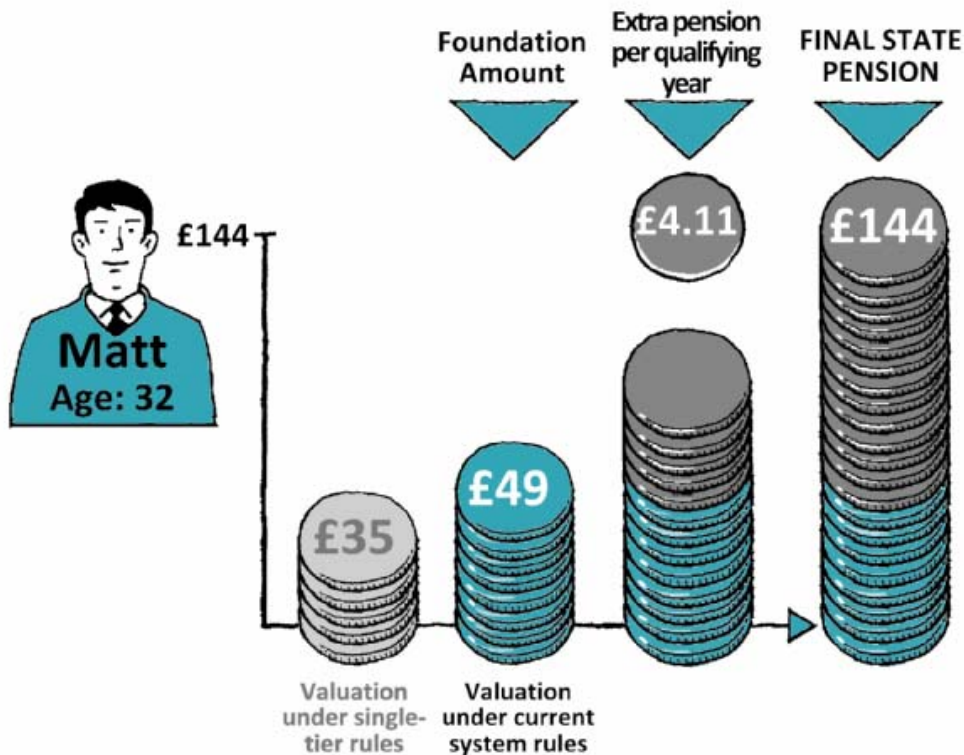 Foundation
Amount
Extra pension
per qualifying
year
FINAL STATE
PENSION
Matt
Age: 32
£144
£35
£49
£4.11
£144
Valuation
under single-
tier rules
Valuation
under current
system rules